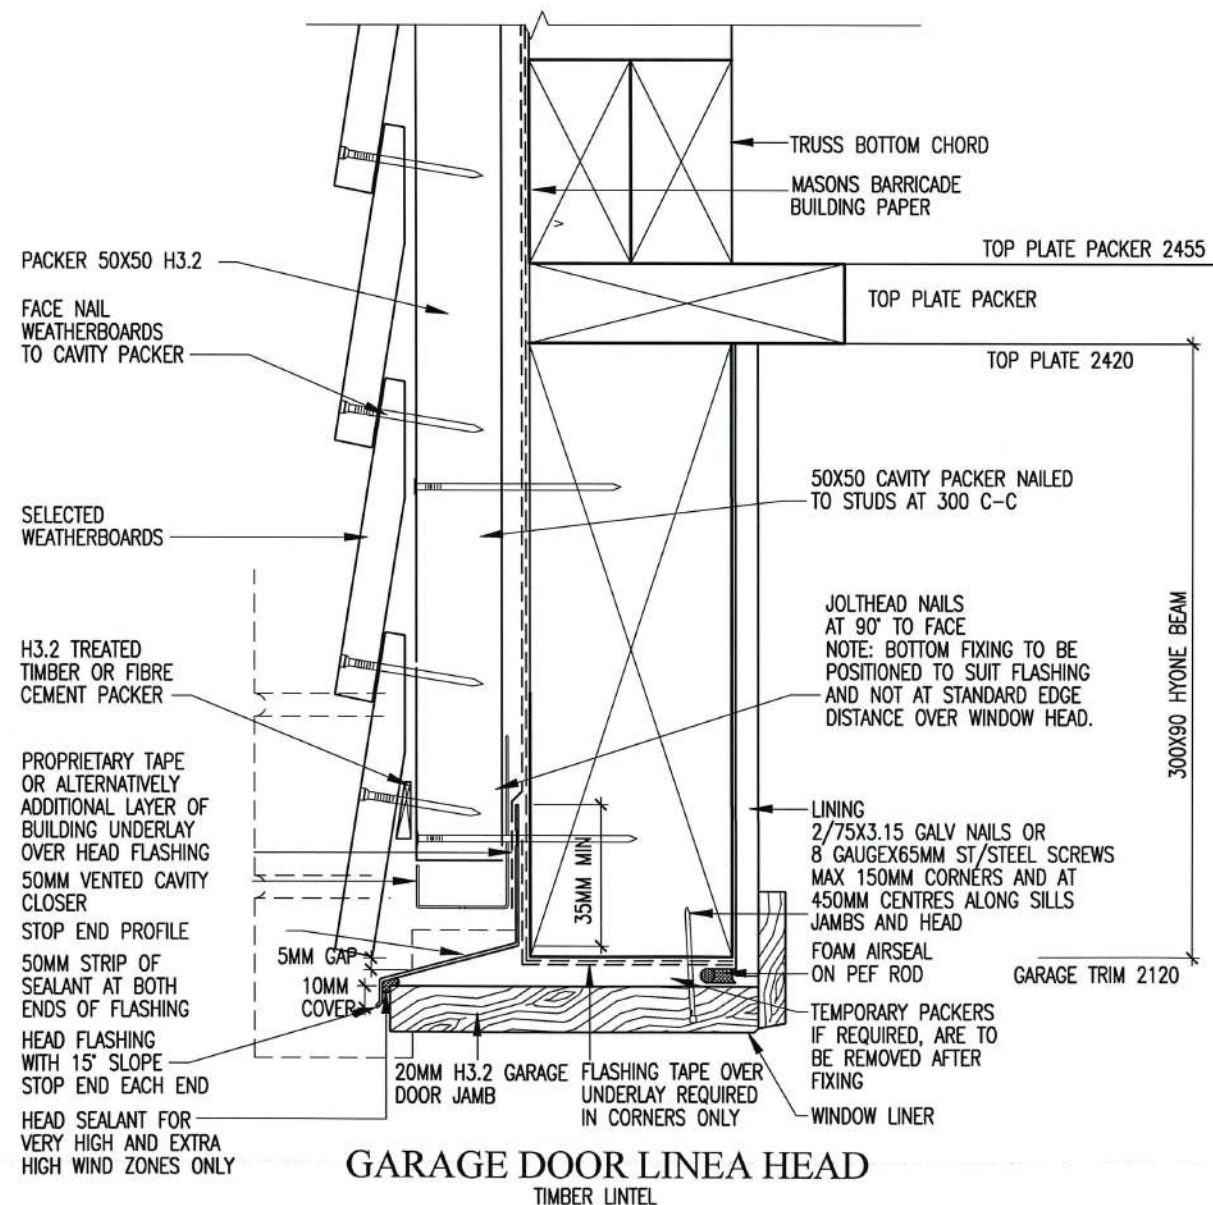 TRUSS BOTTOM CHORD
MASONS BARRICADE
BUILDING PAPER
TOP PLATE PACKER 2455
TOP PLATE PACKER
TOP PLATE 2420
PACKER 50X50 H3.2
FACE NAIL
WEATHERBOARDS
TO CAVITY PACKER
50X50 CAVITY PACKER NAILED
TO STUDS AT 300 C-C
SELECTED
WEATHERBOARDS
JOLTHEAD NAILS
AT 90° TO FACE
NOTE: BOTTOM FIXING TO BE
POSITIONED TO SUIT FLASHING
AND NOT AT STANDARD EDGE
DISTANCE OVER WINDOW HEAD.
300X90 HYONE BEAM
H3.2 TREATED
TIMBER OR FIBRE
CEMENT PACKER
PROPRIETARY TAPE
OR ALTERNATIVELY
ADDITIONAL LAYER OF
BUILDING UNDERLAY
OVER HEAD FLASHING
50MM VENTED CAVITY
CLOSER
STOP END PROFILE
50MM STRIP OF
SEALANT AT BOTH
ENDS OF FLASHING
HEAD FLASHING
WITH 15° SLOPE
STOP END EACH END
HEAD SEALANT FOR
VERY HIGH AND EXTRA
HIGH WIND ZONES ONLY
35MM MIN
5MM GAP
10MM
COVER
LINING
2/75X3.15 GALV NAILS OR
8 GAUGEX65MM ST/STEEL SCREWS
MAX 150MM CORNERS AND AT
450MM CENTRES ALONG SILLS
JAMBS AND HEAD
FOAM AIRSEAL
ON PEF ROD
GARAGE TRIM 2120
TEMPORARY PACKERS
IF REQUIRED, ARE TO
BE REMOVED AFTER
FIXING
WINDOW LINER
20MM H3.2 GARAGE
DOOR JAMB
FLASHING TAPE OVER
UNDERLAY REQUIRED
IN CORNERS ONLY
GARAGE DOOR LINEA HEAD
TIMBER LINTEL